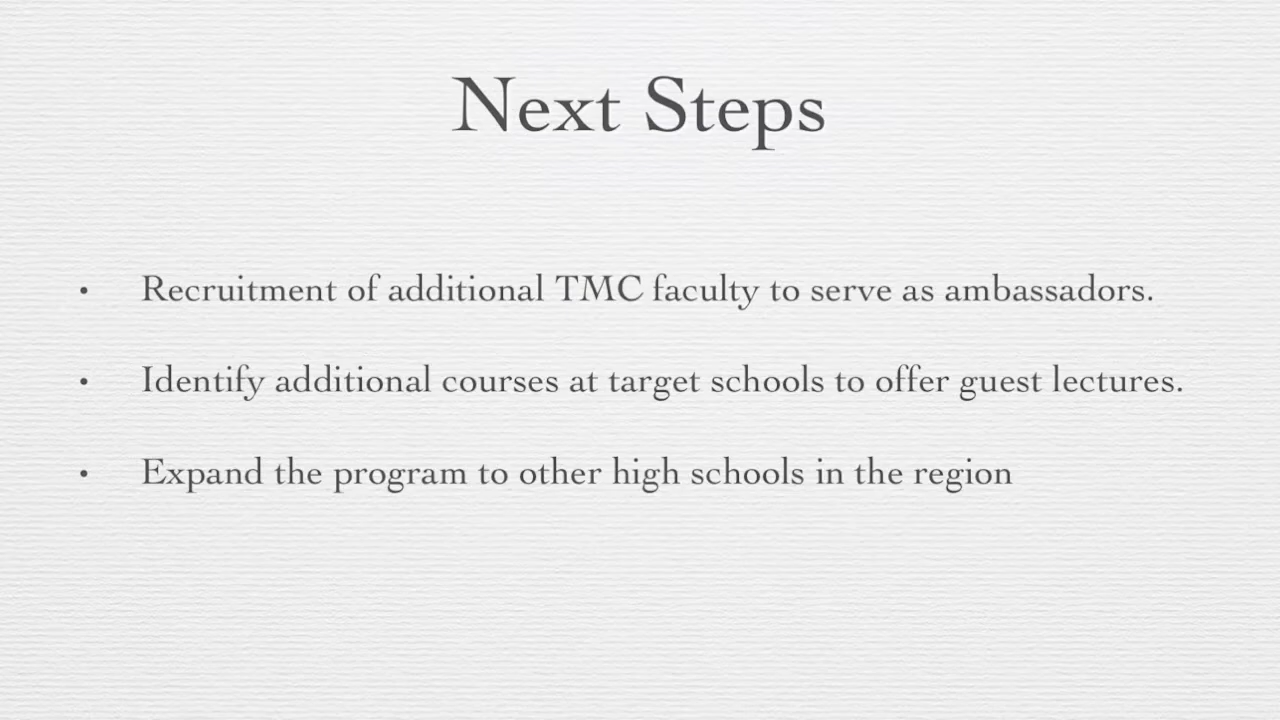 Next Steps
• Recruitment of additional TMC faculty to serve as ambassadors.
• Identify additional courses at target schools to offer guest lectures.
• Expand the program to other high schools in the region